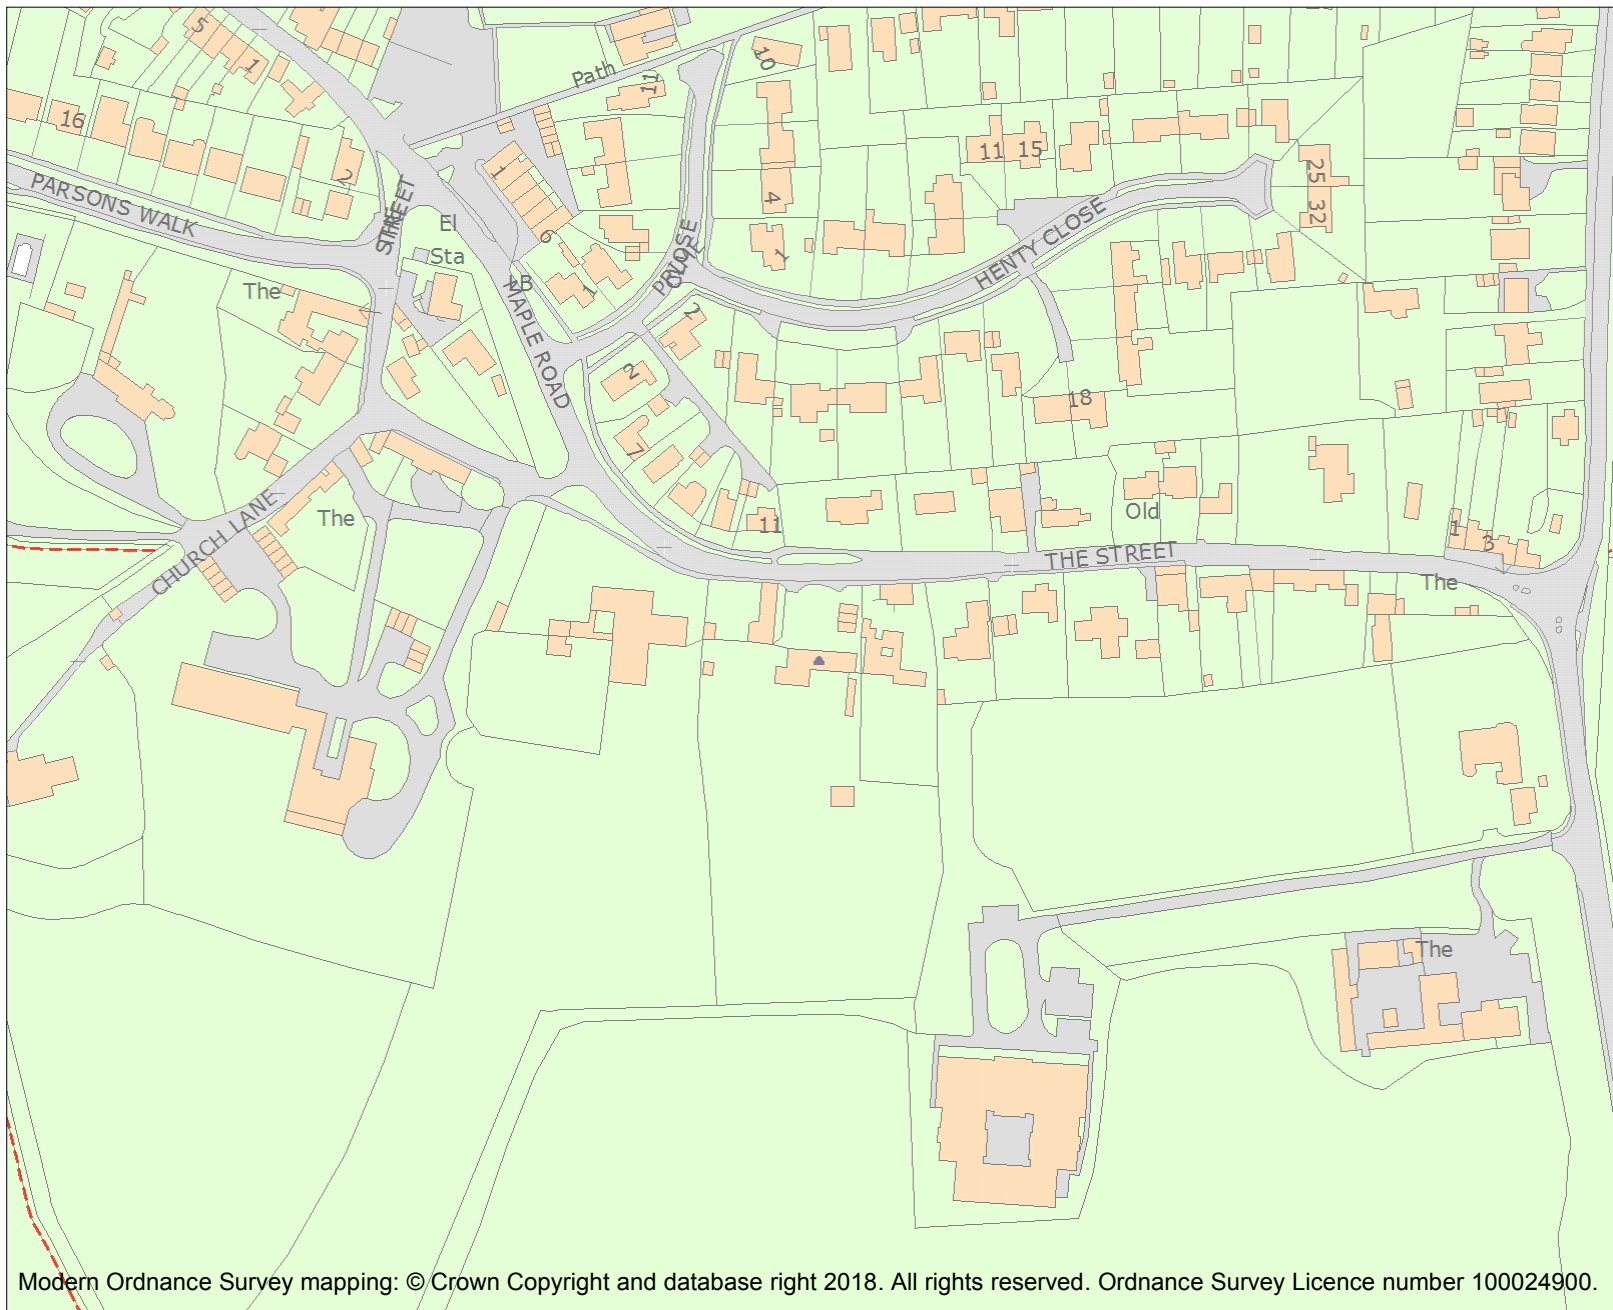 5
1
10
Path
11
16
2
PARSONS WALK
THE
STREET
El
Sta
1
6
LB
1
4
1
11 15
25
32
HENTY CLOSE
CLOSE
The
MAPLE ROAD
2
2
7
18
11
Old
THE STREET
1
3
The
The
CHURCH LANE
The
Modern Ordnance Survey mapping: © Crown Copyright and database right 2018. All rights reserved. Ordnance Survey Licence number 100024900.